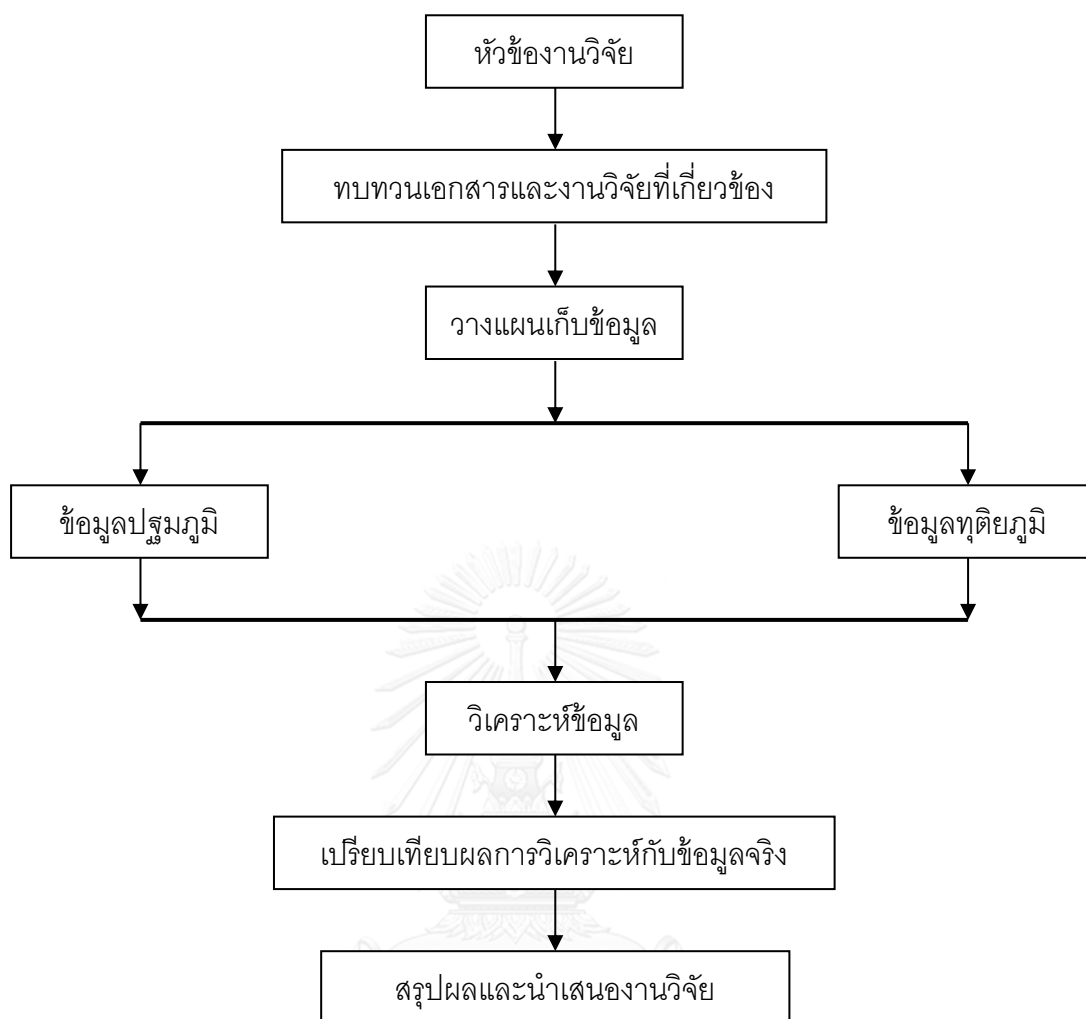 หัวข้องานวิจัย
ทบทวนเอกสารและงานวิจัยที่เกี่ยวข้อง
วางแผนเก็บข้อมูล
ข้อมูลปฐมภูมิ
ข้อมูลทุติยภูมิ
วิเคราะห์ข้อมูล
เปรียบเทียบผลการวิเคราะห์กับข้อมูลจริง
สรุปผลและนำเสนองานวิจัย